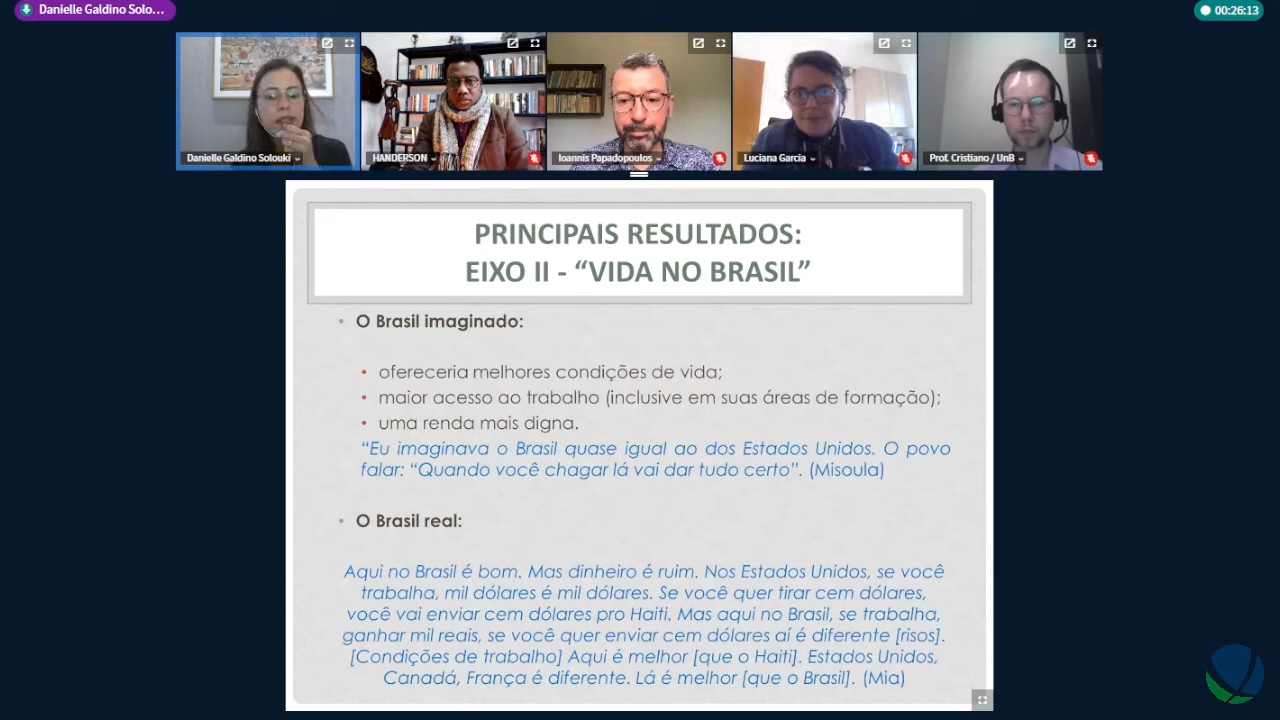 Danielle Galdino Solo...
00:26:13
Danielle Galdino Solouki
HANDERSON
Ioannis Papadopoulos
Luciana Garcia
Prof. Cristiano / UnB
PRINCIPAIS RESULTADOS:
EIXO II - “VIDA NO BRASIL”
• O Brasil imaginado:
• ofereceria melhores condições de vida;
• maior acesso ao trabalho (inclusive em suas áreas de formação);
• uma renda mais digna.
“Eu imaginava o Brasil quase igual ao dos Estados Unidos. O povo
falar: “Quando você chagar lá vai dar tudo certo”. (Misoula)
• O Brasil real:
Aqui no Brasil é bom. Mas dinheiro é ruim. Nos Estados Unidos, se você
trabalha, mil dólares é mil dólares. Se você quer tirar cem dólares,
você vai enviar cem dólares pro Haiti. Mas aqui no Brasil, se trabalha,
ganhar mil reais, se você quer enviar cem dólares aí é diferente [risos].
[Condições de trabalho] Aqui é melhor [que o Haiti]. Estados Unidos,
Canadá, França é diferente. Lá é melhor [que o Brasil]. (Mia)